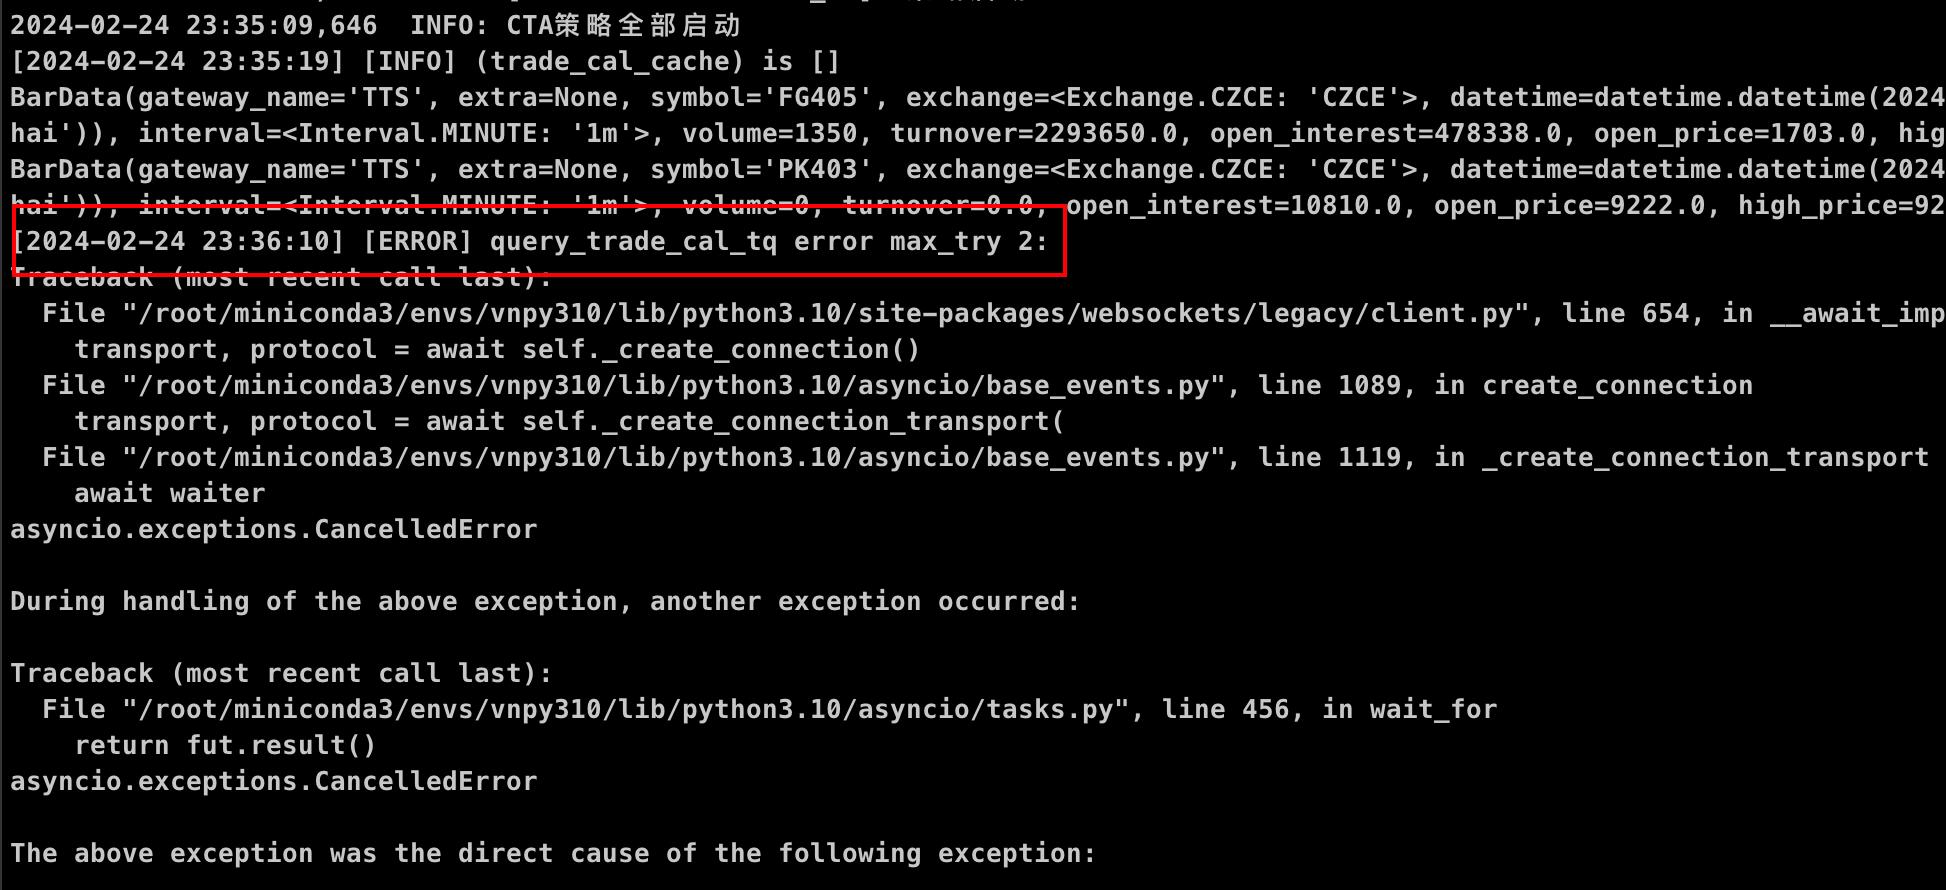 2024-02-24 23:35:09,646  INFO: CTA策略全部启动
[2024-02-24 23:35:19] [INFO] (trade_cal_cache) is []
BarData(gateway_name='TTS', extra=None, symbol='FG405', exchange=<Exchange.CZCE: 'CZCE'>, datetime=datetime.datetime(2024
hai')), interval=<Interval.MINUTE: '1m'>, volume=1350, turnover=2293650.0, open_interest=478338.0, open_price=1703.0, hig
BarData(gateway_name='TTS', extra=None, symbol='PK403', exchange=<Exchange.CZCE: 'CZCE'>, datetime=datetime.datetime(2024
hai')), interval=<Interval.MINUTE: '1m'>, volume=0, turnover=0.0, open_interest=10810.0, open_price=9222.0, high_price=92
[2024-02-24 23:36:10] [ERROR] query_trade_cal_tq error max_try 2:
Traceback (most recent call last):
  File "/root/miniconda3/envs/vnpy310/lib/python3.10/site-packages/websockets/legacy/client.py", line 654, in __await_imp
    transport, protocol = await self._create_connection()
  File "/root/miniconda3/envs/vnpy310/lib/python3.10/asyncio/base_events.py", line 1089, in create_connection
    transport, protocol = await self._create_connection_transport(
  File "/root/miniconda3/envs/vnpy310/lib/python3.10/asyncio/base_events.py", line 1119, in _create_connection_transport
    await waiter
asyncio.exceptions.CancelledError
During handling of the above exception, another exception occurred:
Traceback (most recent call last):
  File "/root/miniconda3/envs/vnpy310/lib/python3.10/asyncio/tasks.py", line 456, in wait_for
    return fut.result()
asyncio.exceptions.CancelledError
The above exception was the direct cause of the following exception: